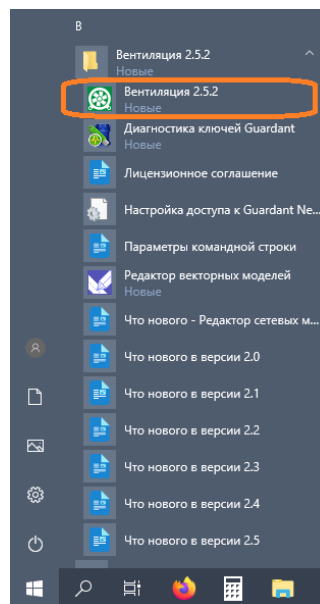 В
Вентиляция 2.5.2
Новые
Вентиляция 2.5.2
Новые
Диагностика ключей Guardant
Новые
Лицензионное соглашение
Настройка доступа к Guardant Ne...
Параметры командной строки
Редактор векторных моделей
Новые
Что нового - Редактор сетевых м...
Что нового в версии 2.0
Что нового в версии 2.1
Что нового в версии 2.2
Что нового в версии 2.3
Что нового в версии 2.4
Что нового в версии 2.5